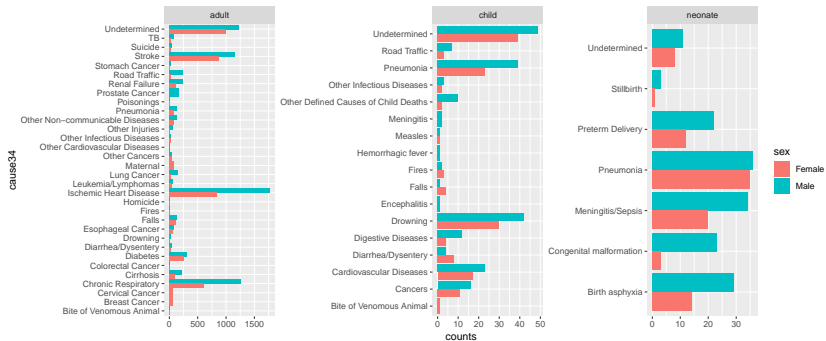 adult
child
neonate
cause34
Undetermined
TB
Suicide
Stroke
Stomach Cancer
Road Traffic
Renal Failure
Prostate Cancer
Poisonings
Pneumonia
Other Non−communicable Diseases
Other Injuries
Other Infectious Diseases
Other Cardiovascular Diseases
Other Cancers
Maternal
Lung Cancer
Leukemia/Lymphomas
Ischemic Heart Disease
Homicide
Fires
Falls
Esophageal Cancer
Drowning
Diarrhea/Dysentery
Diabetes
Colorectal Cancer
Cirrhosis
Chronic Respiratory
Cervical Cancer
Breast Cancer
Bite of Venomous Animal
0 500 1000 1500
Undetermined
Road Traffic
Pneumonia
Other Infectious Diseases
Other Defined Causes of Child Deaths
Meningitis
Measles
Hemorrhagic fever
Fires
Falls
Encephalitis
Drowning
Digestive Diseases
Diarrhea/Dysentery
Cardiovascular Diseases
Cancers
Bite of Venomous Animal
0 10 20 30 40 50
Undetermined
Stillbirth
Preterm Delivery
Pneumonia
Meningitis/Sepsis
Congenital malformation
Birth asphyxia
0 10 20 30
counts
sex
Female
Male